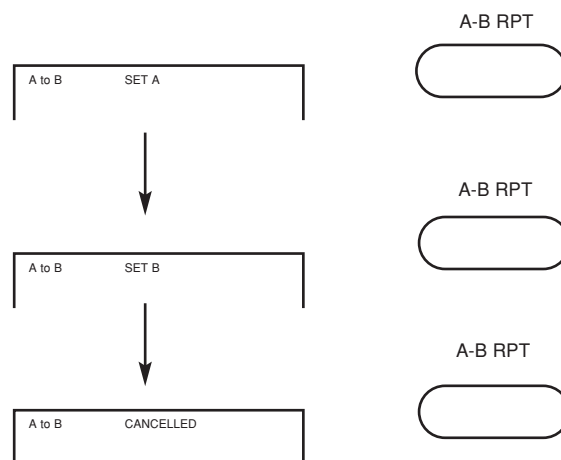 A-B RPT
A to B SET A
A-B RPT
A to B SET B
A-B RPT
A to B CANCELLED